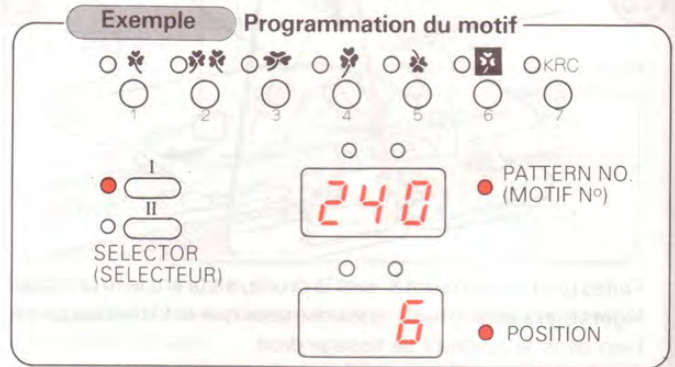 Exemple Programmation du motif
KRC
1 2 3 4 5 6 7
I
PATTERN NO.
(MOTIF Nº)
240
II
SELECTOR
(SELECTEUR)
6
POSITION